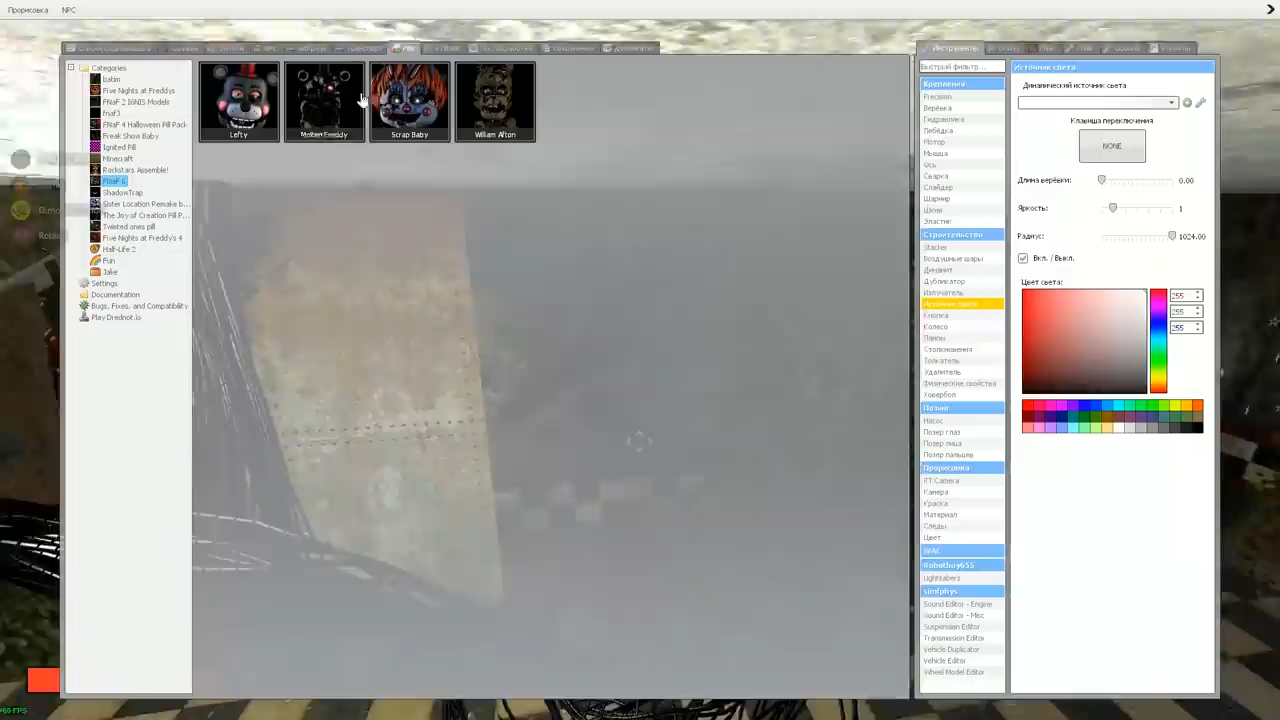 Прорисовка NPC
NPC
Быстрый фильтр...
Categories
batim
Five Nights at Freddys
FNAF 2 16NIS Models
fnaf3
FNaF 4 Halloween Pill Pack
Freak Show Baby
Ignited Pill
Minecraft
Rockstars Assemble!
FNaF 6
ShadowTrap
Sister Location Remake b...
The Joy of Creation Pill P...
Twisted ones pill
Five Nights at Freddy's 4
Half-Life 2
Fun
Jake
Settings
Documentation
Bugs, Fixes, and Compatibility
Play Drednot.io
Lefty
Molten Freddy
Scrap Baby
William Afton
Инструменты
Крепления
Precision
Верёвка
Гидравлика
Лебёдка
Мотор
Мышца
Ось
Сварка
Слайдер
Шарнир
Шкив
Эластик
Строительство
Stacker
Воздушные шары
Динамит
Дубликатор
Излучатель
Источник света
Кнопка
Колесо
Лампы
Столкновения
Толкатель
Удалитель
Физические свойства
Ховербол
Позинг
Насос
Позер глаз
Позер лица
Позер пальцев
Прорисовка
RT Camera
Камера
Краска
Материал
Следы
Цвет
Robotboy655
Lightsabers
simfphys
Sound Editor - Engine
Sound Editor - Misc
Suspension Editor
Transmission Editor
Vehicle Duplicator
Vehicle Editor
Wheel Model Editor
Источник света
Динамический источник света
Клавиша переключения
NONE
Длина верёвки: 0.00
Яркость: 1
Радиус: 1024.00
Вкл. / Выкл.
Цвет света:
255
255
255
60 FPS